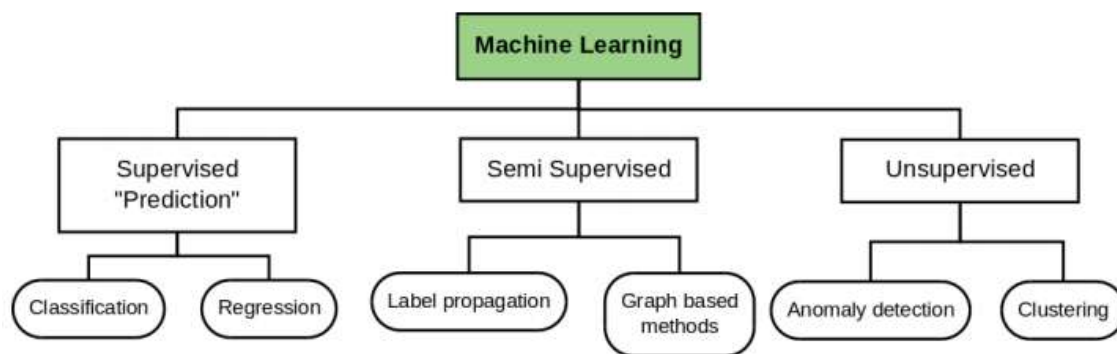 Machine Learning
Supervised
"Prediction"
Semi Supervised
Unsupervised
Classification
Regression
Label propagation
Graph based
methods
Anomaly detection
Clustering